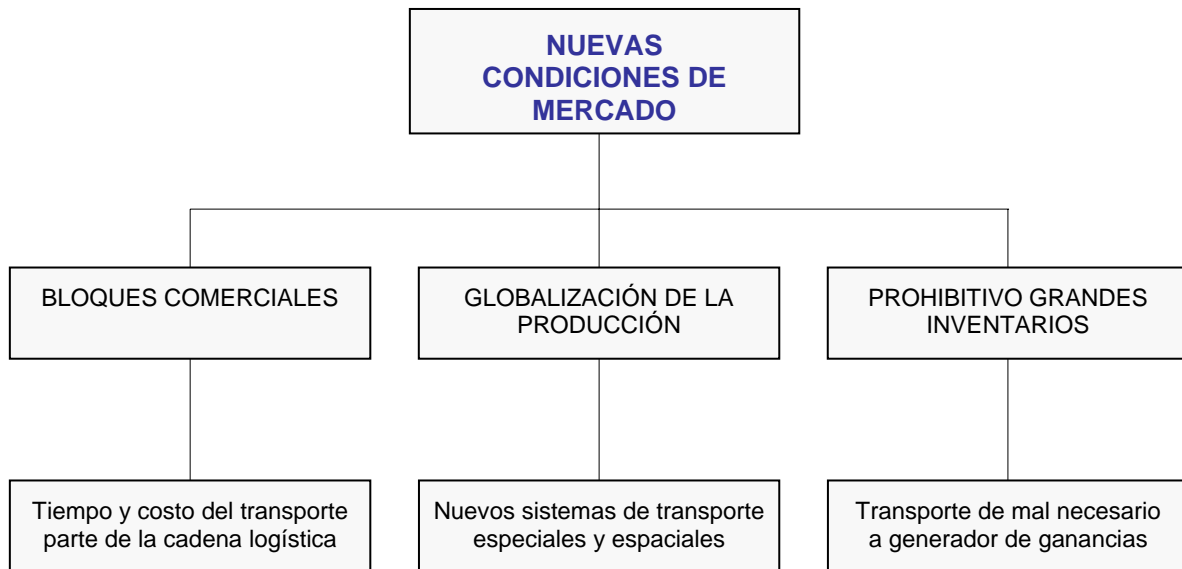 NUEVAS
CONDICIONES DE
MERCADO
BLOQUES COMERCIALES
GLOBALIZACIÓN DE LA
PRODUCCIÓN
PROHIBITIVO GRANDES
INVENTARIOS
Tiempo y costo del transporte
parte de la cadena logística
Nuevos sistemas de transporte
especiales y espaciales
Transporte de mal necesario
a generador de ganancias